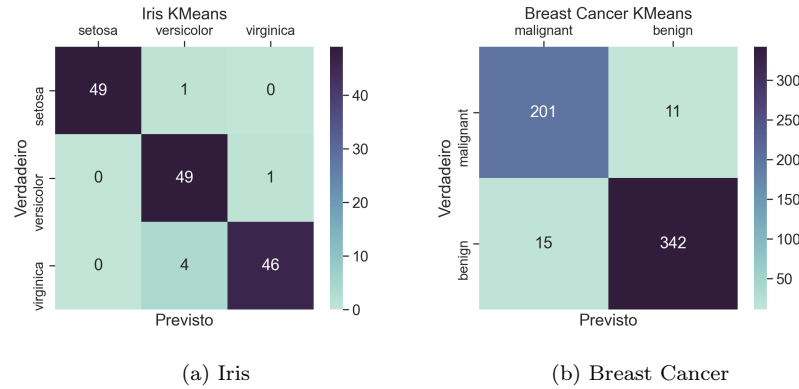 Iris KMeans
setosa versicolor virginica
Verdadeiro
setosa
versicolor
virginica
49 1 0
0 49 1
0 4 46
Previsto
40
30
20
10
0
(a) Iris
Breast Cancer KMeans
malignant benign
Verdadeiro
malignant
benign
201 11
15 342
Previsto
300
250
200
150
100
50
(b) Breast Cancer